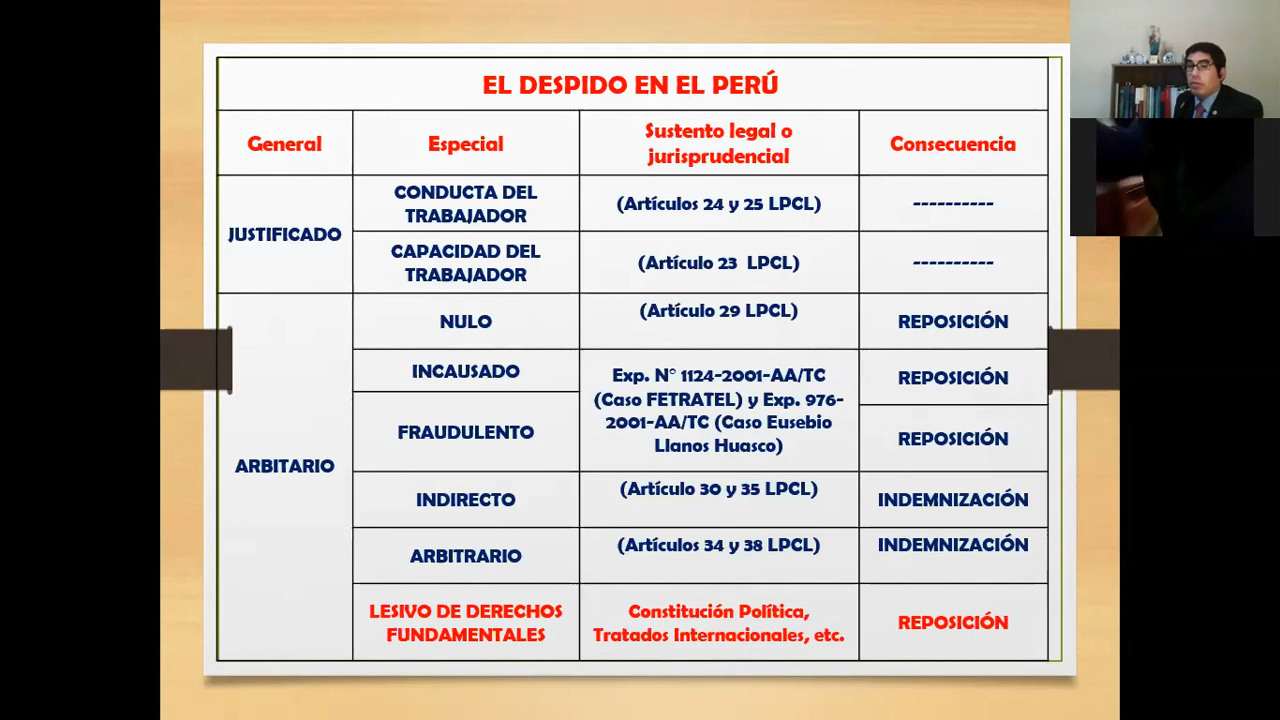 EL DESPIDO EN EL PERÚ
General
Especial
Sustento legal o
jurisprudencial
Consecuencia
JUSTIFICADO
CONDUCTA DEL
TRABAJADOR
(Artículos 24 y 25 LPCL)
----------
CAPACIDAD DEL
TRABAJADOR
(Artículo 23 LPCL)
----------
ARBITARIO
NULO
(Artículo 29 LPCL)
REPOSICIÓN
INCAUSADO
Exp. N° 1124-2001-AA/TC
(Caso FETRATEL) y Exp. 976-
2001-AA/TC (Caso Eusebio
Llanos Huasco)
REPOSICIÓN
FRAUDULENTO
REPOSICIÓN
INDIRECTO
(Artículo 30 y 35 LPCL)
INDEMNIZACIÓN
ARBITRARIO
(Artículos 34 y 38 LPCL)
INDEMNIZACIÓN
LESIVO DE DERECHOS
FUNDAMENTALES
Constitución Política,
Tratados Internacionales, etc.
REPOSICIÓN